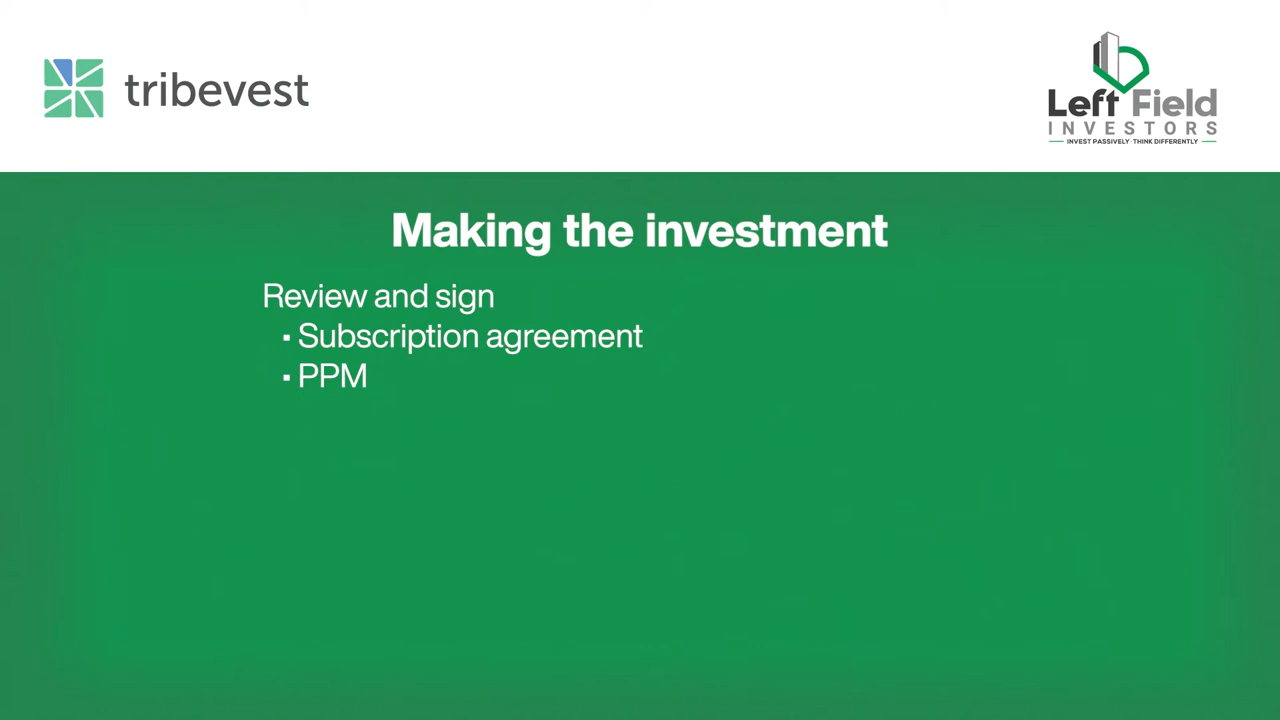 tribevest
Left Field
INVESTORS
INVEST PASSIVELY · THINK DIFFERENTLY
Making the investment
Review and sign
▪ Subscription agreement
▪ PPM